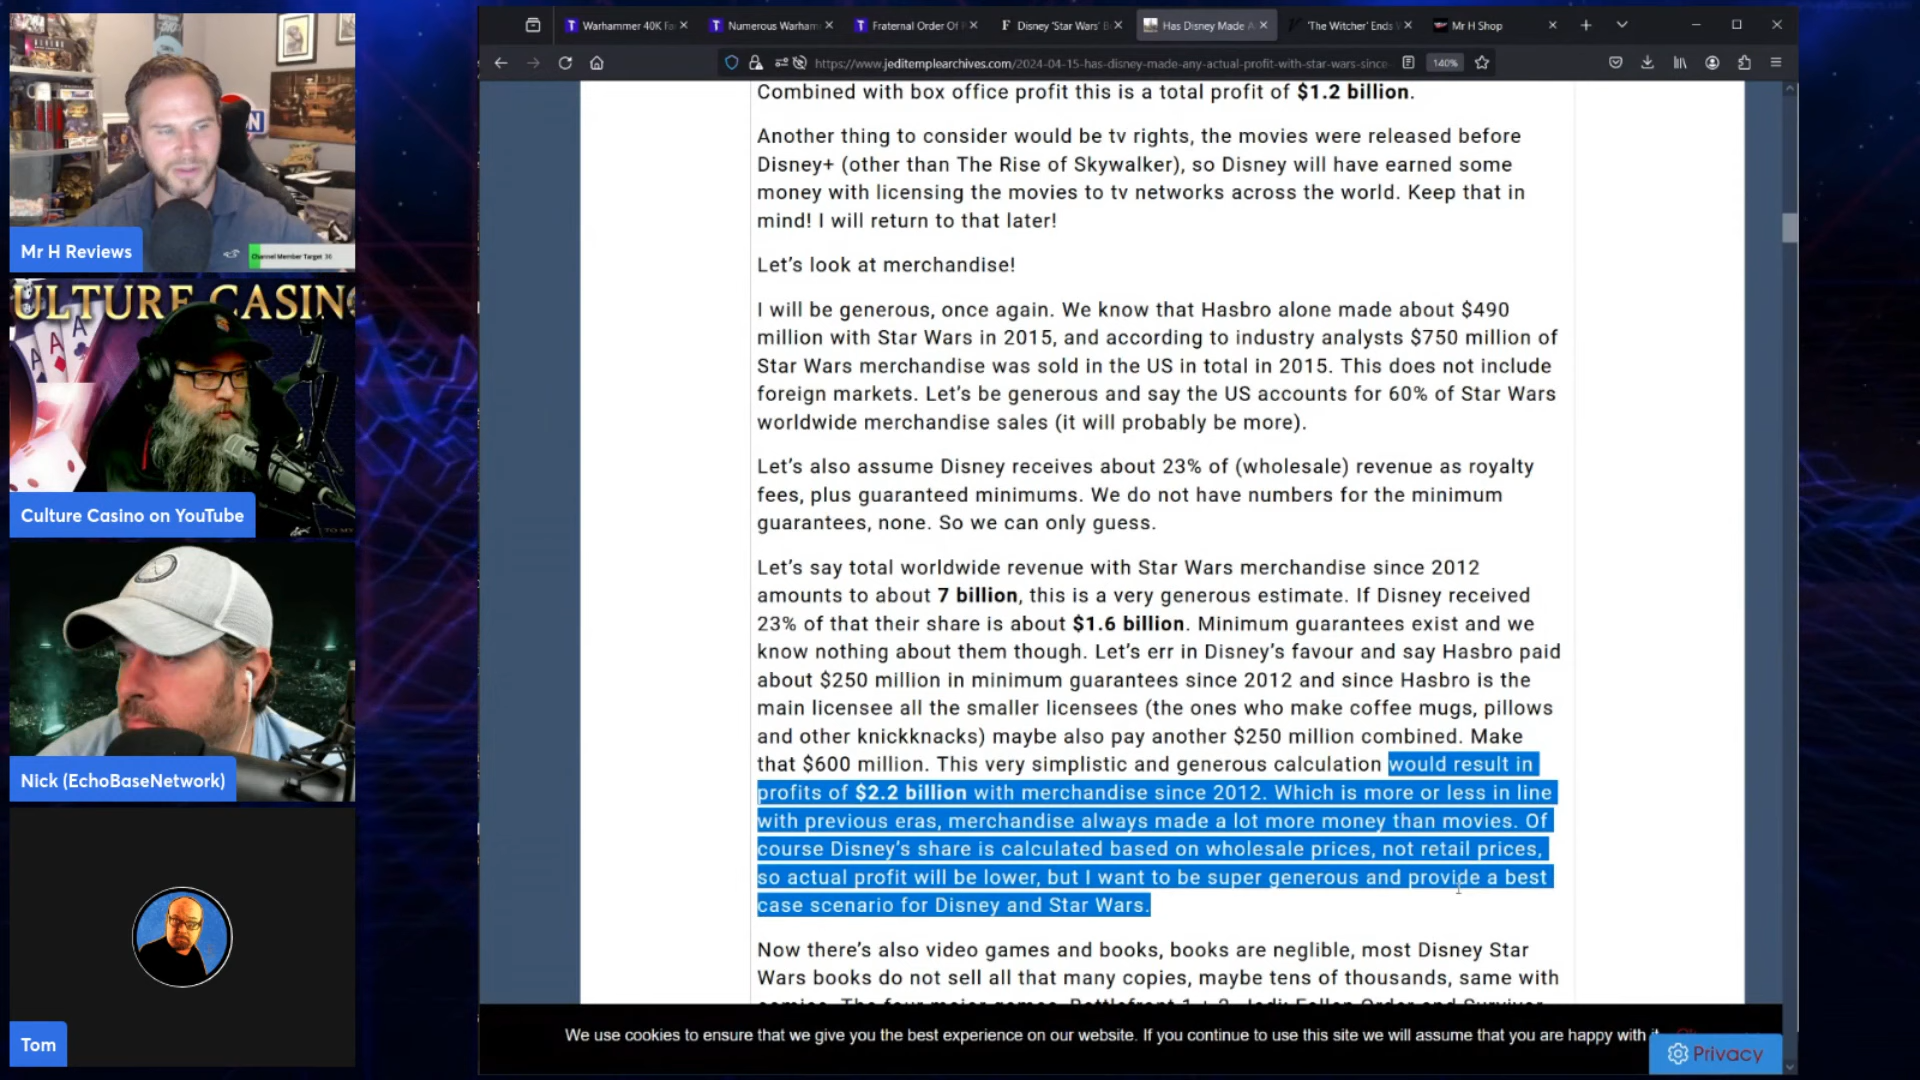 Warhammer 40K Fa
Numerous Warham
Fraternal Order Of
Disney 'Star Wars' B
Has Disney Made A
'The Witcher' Ends
Mr H Shop
https://www.jeditemplearchives.com/2024-04-15-has-disney-made-any-actual-profit-with-star-wars-since-
140%
Combined with box office profit this is a total profit of $1.2 billion.
Another thing to consider would be tv rights, the movies were released before
Disney+ (other than The Rise of Skywalker), so Disney will have earned some
money with licensing the movies to tv networks across the world. Keep that in
mind! I will return to that later!
Let's look at merchandise!
I will be generous, once again. We know that Hasbro alone made about $490
million with Star Wars in 2015, and according to industry analysts $750 million of
Star Wars merchandise was sold in the US in total in 2015. This does not include
foreign markets. Let's be generous and say the US accounts for 60% of Star Wars
worldwide merchandise sales (it will probably be more).
Let's also assume Disney receives about 23% of (wholesale) revenue as royalty
fees, plus guaranteed minimums. We do not have numbers for the minimum
guarantees, none. So we can only guess.
Let's say total worldwide revenue with Star Wars merchandise since 2012
amounts to about 7 billion, this is a very generous estimate. If Disney received
23% of that their share is about $1.6 billion. Minimum guarantees exist and we
know nothing about them though. Let's err in Disney's favour and say Hasbro paid
about $250 million in minimum guarantees since 2012 and since Hasbro is the
main licensee all the smaller licensees (the ones who make coffee mugs, pillows
and other knickknacks) maybe also pay another $250 million combined. Make
that $600 million. This very simplistic and generous calculation would result in
profits of $2.2 billion with merchandise since 2012. Which is more or less in line
with previous eras, merchandise always made a lot more money than movies. Of
course Disney's share is calculated based on wholesale prices, not retail prices,
so actual profit will be lower, but I want to be super generous and provide a best
case scenario for Disney and Star Wars.
Now there's also video games and books, books are neglible, most Disney Star
Wars books do not sell all that many copies, maybe tens of thousands, same with
comics. The four major games, Battlefront 1 + 2, Jedi: Fallen Order and Survivor
We use cookies to ensure that we give you the best experience on our website. If you continue to use this site we will assume that you are happy with it.
Privacy
Channel Member Target 36
Mr H Reviews
ULTURE CASINO
Culture Casino on YouTube
Nick (EchoBaseNetwork)
Tom